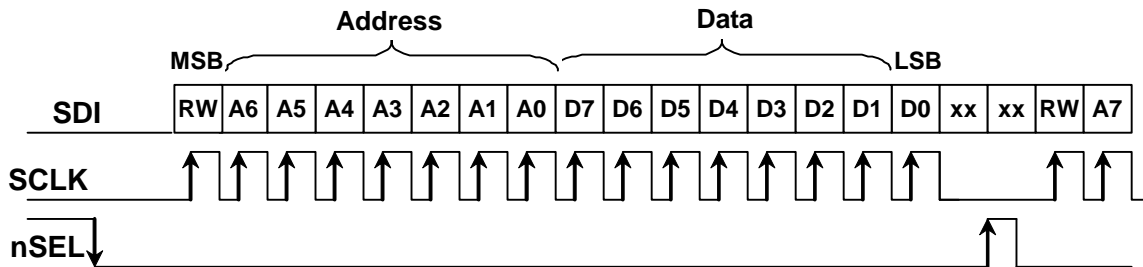 Address Data
MSB LSB
SDI RW A6 A5 A4 A3 A2 A1 A0 D7 D6 D5 D4 D3 D2 D1 D0 xx xx RW A7
SCLK
nSEL